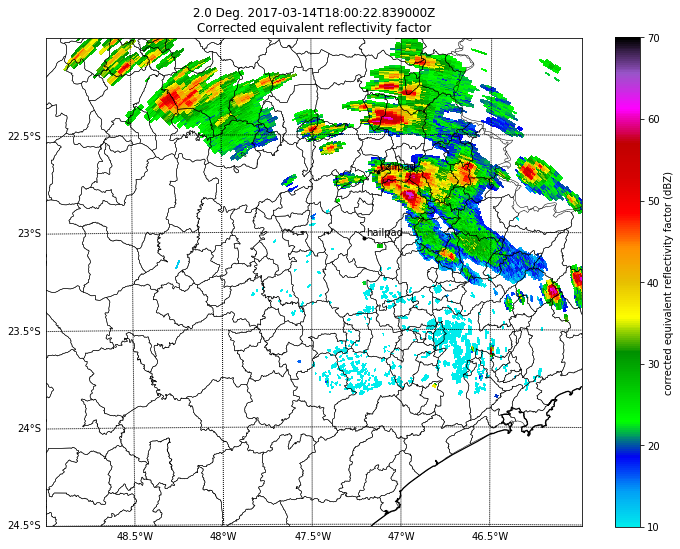 2.0 Deg. 2017-03-14T18:00:22.839000Z
Corrected equivalent reflectivity factor
22.5°S
23°S
23.5°S
24°S
24.5°S
48.5°W
48°W
47.5°W
47°W
46.5°W
hailpad
hailpad
70
60
50
40
30
20
10
corrected equivalent reflectivity factor (dBZ)